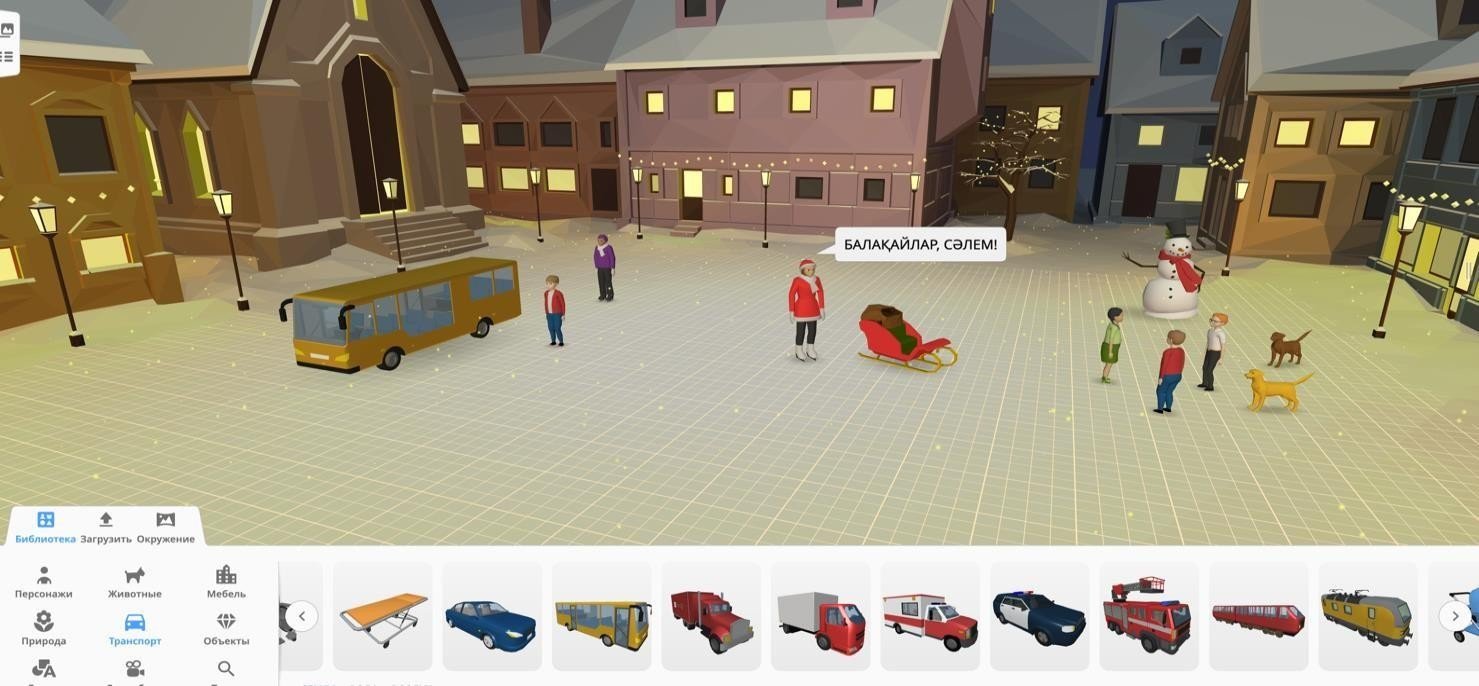 БАЛАҚАЙЛАР, СӘЛЕМ!
Библиотека Загрузить Окружение
Персонажи Животные Мебель
Природа Транспорт Объекты